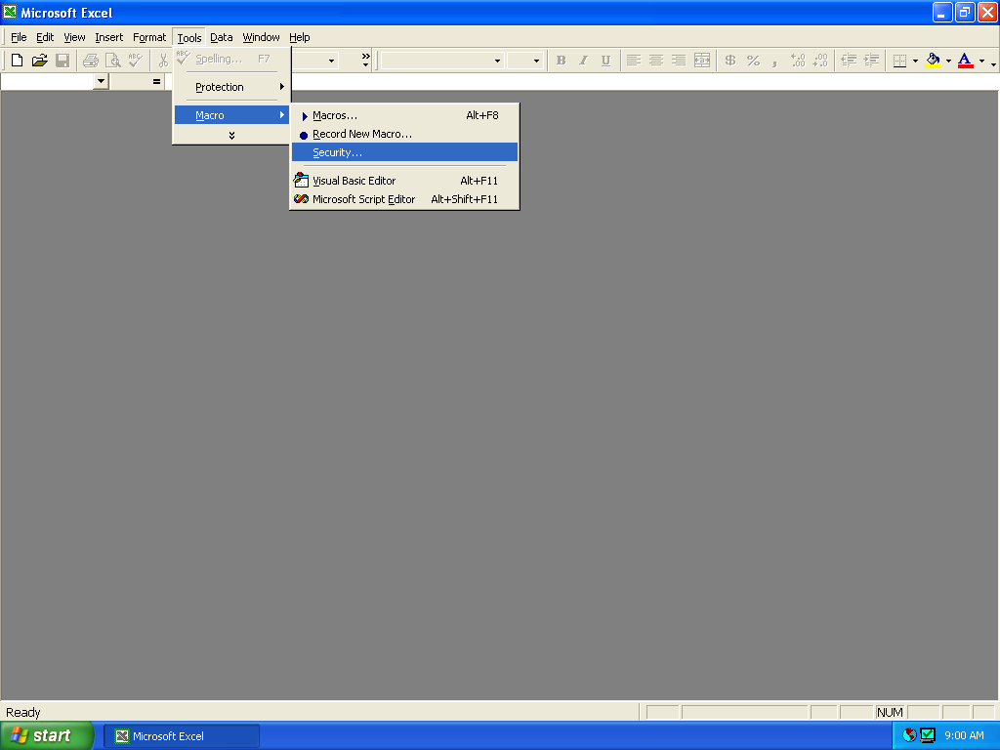 Microsoft Excel
File Edit View Insert Format Tools Data Window Help
Spelling... F7
ABC
B I U $ % , A
=
Protection
Macro
Macros... Alt+F8
Record New Macro...
Security...
Visual Basic Editor Alt+F11
Microsoft Script Editor Alt+Shift+F11
Ready NUM
start Microsoft Excel 9:00 AM